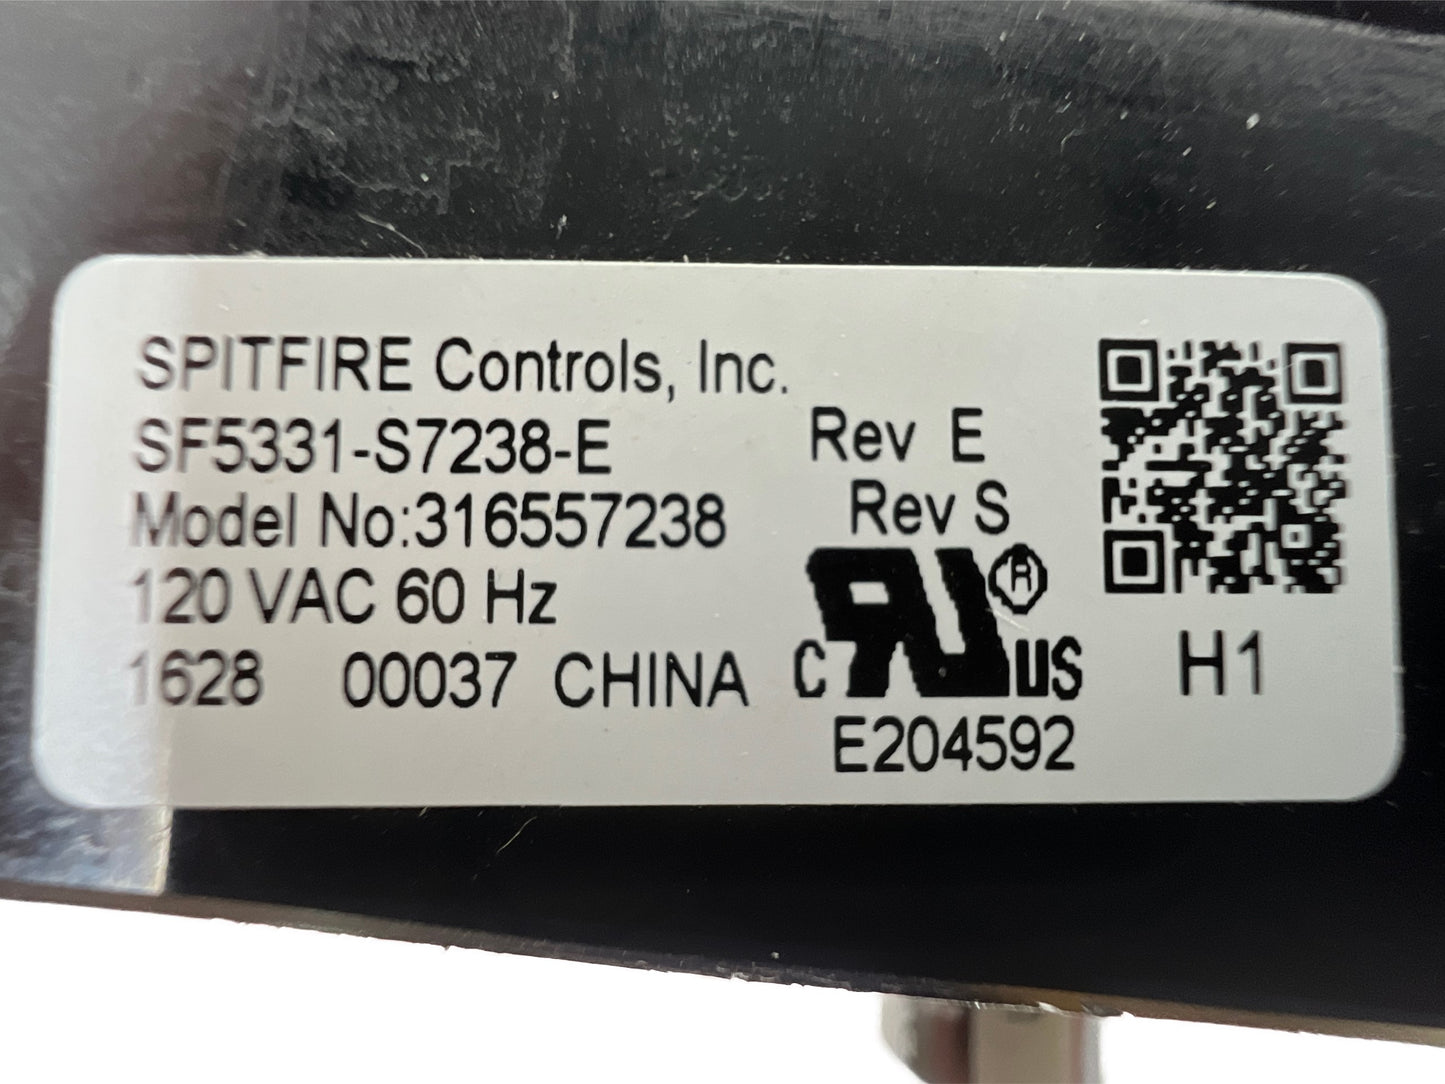 SPITFIRE Controls, Inc.
SF5331-S7238-E Rev E
Model No:316557238 Rev S
120 VAC 60 Hz
1628 00037 CHINA
C RU ® US
H1
E204592